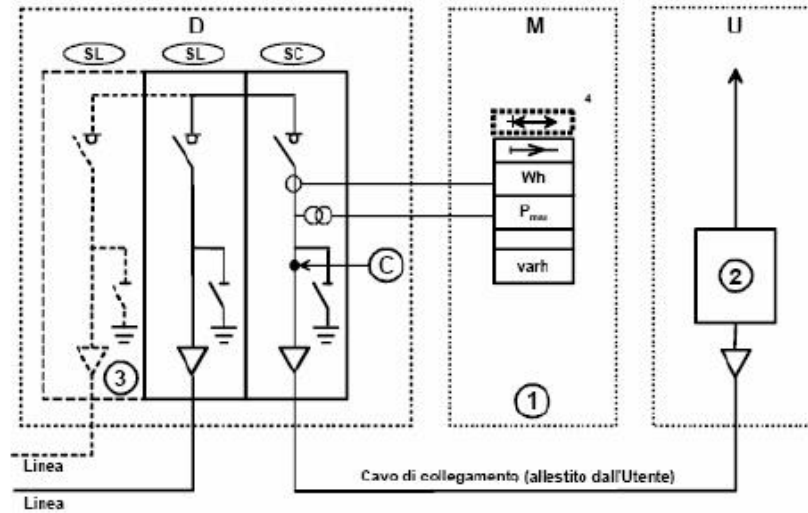 D
M
U
SL
SL
SC
4
Wh
Pmax
varh
C
2
3
1
Linea
Cavo di collegamento (allestito dall'Utente)
Linea